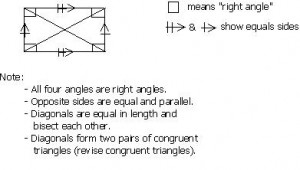 means "right angle"
& show equals sides
Note:
- All four angles are right angles.
- Opposite sides are equal and parallel.
- Diagonals are equal in length and
bisect each other.
- Diagonals form two pairs of congruent
triangles (revise congruent triangles).